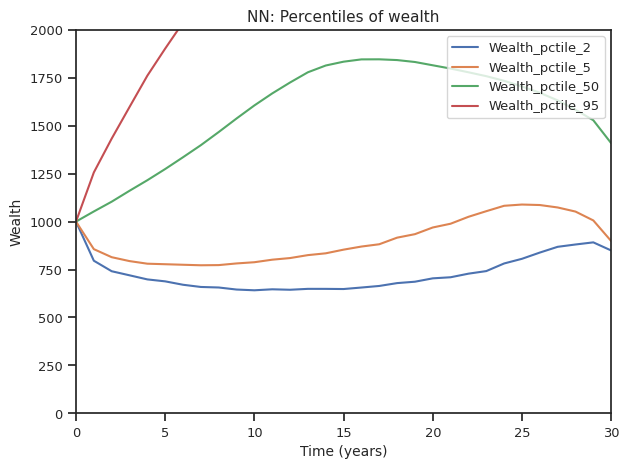 NN: Percentiles of wealth
Wealth_pctile_2
Wealth_pctile_5
Wealth_pctile_50
Wealth_pctile_95
Wealth
2000
1750
1500
1250
1000
750
500
250
0
0 5 10 15 20 25 30
Time (years)